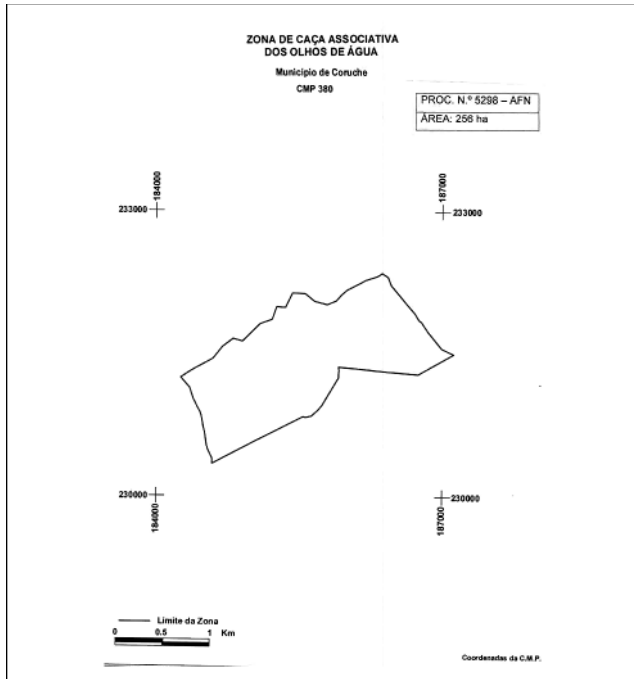 ZONA DE CAÇA ASSOCIATIVA
DOS OLHOS DE ÁGUA
Município de Coruche
CMP 380
PROC. N.º 5298 – AFN
ÁREA: 256 ha
184000
187000
233000
233000
230000
230000
184000
187000
Limite da Zona
0 0.5 1 Km
Coordenadas da C.M.P.